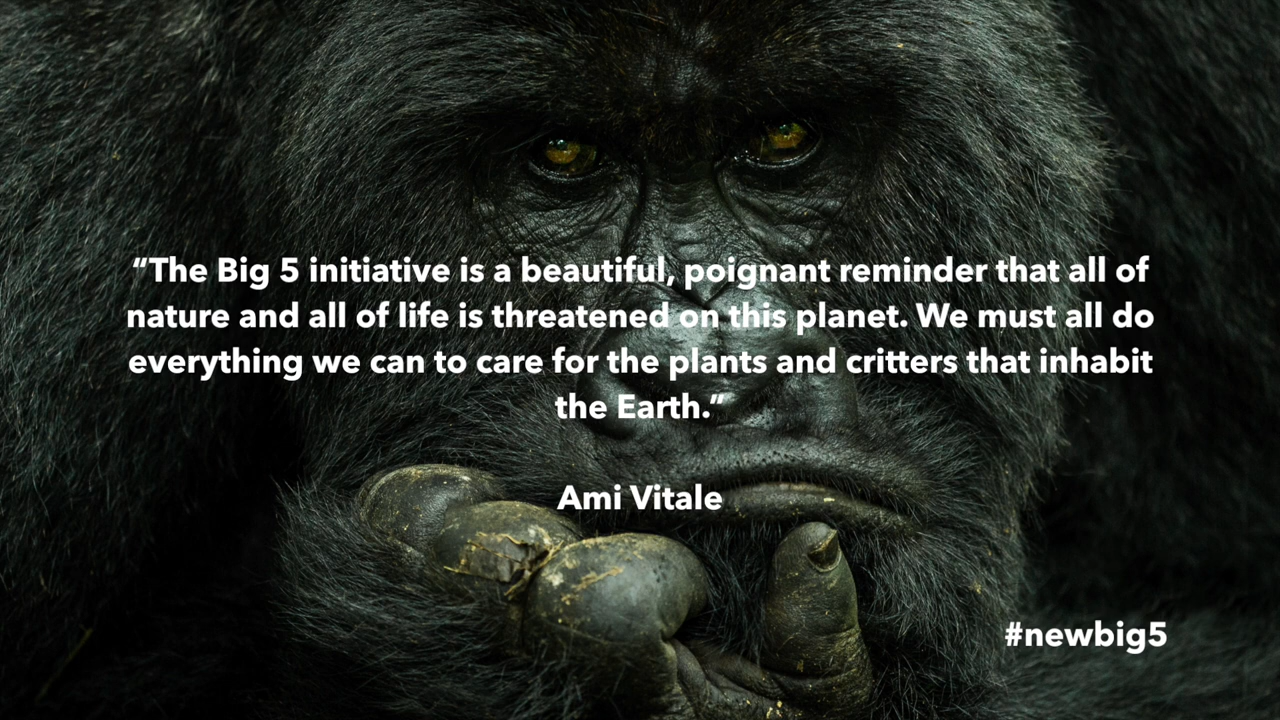 “The Big 5 initiative is a beautiful, poignant reminder that all of
nature and all of life is threatened on this planet. We must all do
everything we can to care for the plants and critters that inhabit
the Earth.”
Ami Vitale
#newbig5